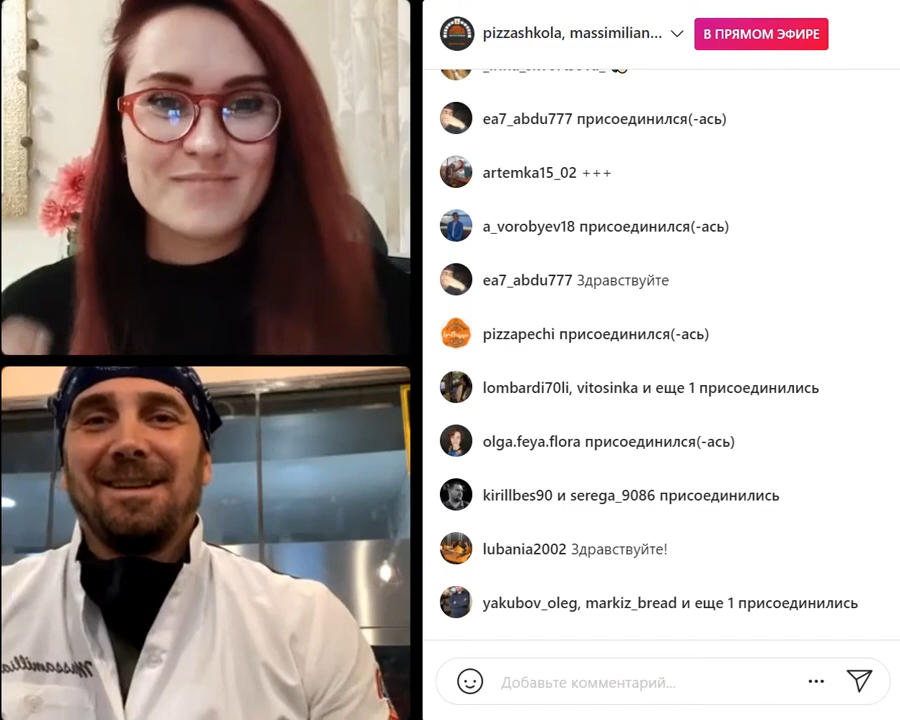 pizzashkola, massimilian...
В ПРЯМОМ ЭФИРЕ
ea7_abdu777 присоединился(-ась)
artemka15_02 +++
a_vorobyev18 присоединился(-ась)
ea7_abdu777 Здравствуйте
pizzapechi присоединился(-ась)
lombardi70li, vitosinka и еще 1 присоединились
olga.feya.flora присоединился(-ась)
kirillbes90 и serega_9086 присоединились
lubania2002 Здравствуйте!
yakubov_oleg, markiz_bread и еще 1 присоединились
Добавьте комментарий...